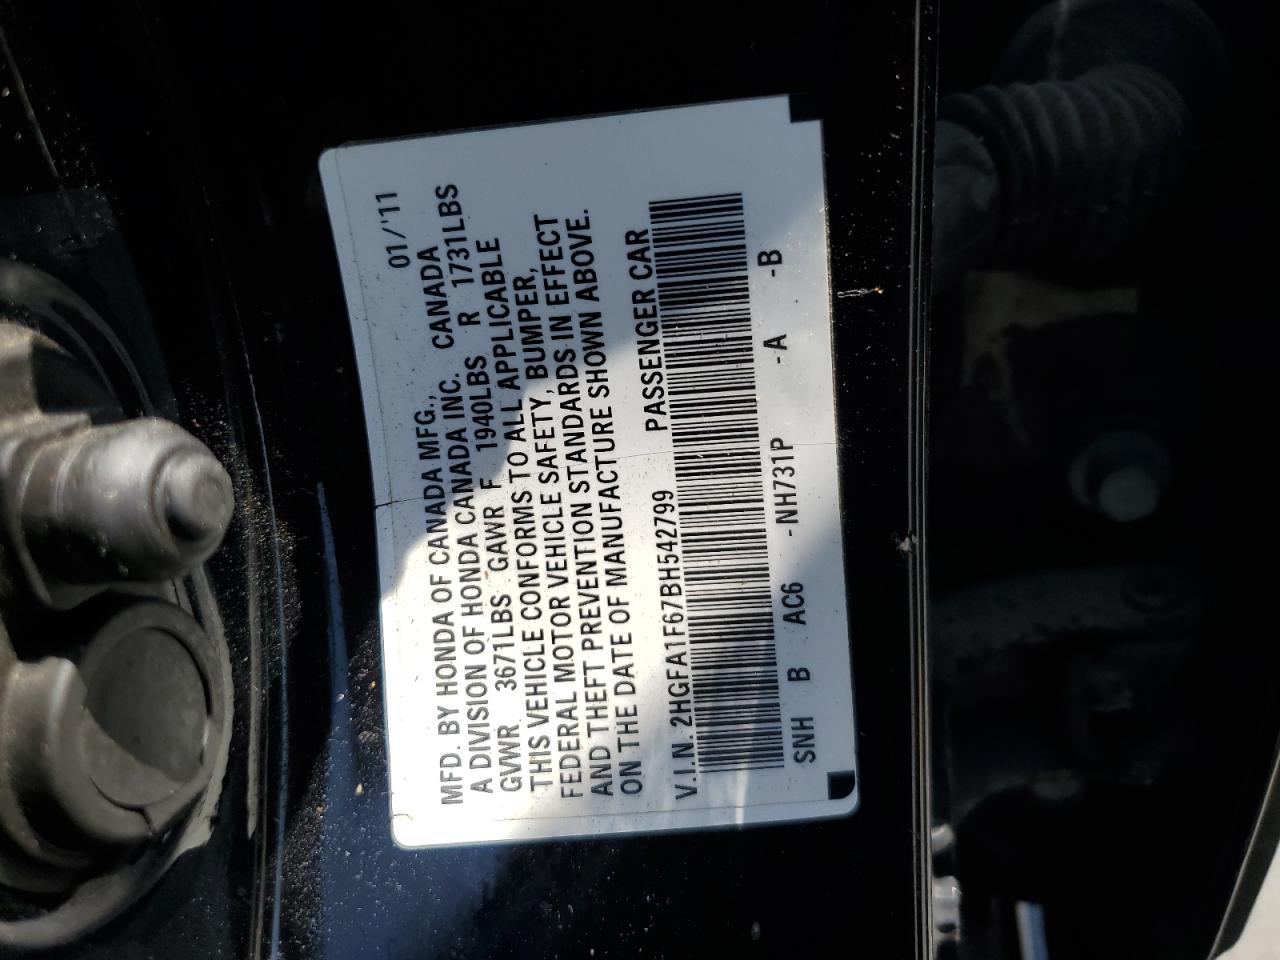 MFD. BY HONDA OF CANADA MFG., 01/'11
A DIVISION OF HONDA CANADA INC. CANADA
GVWR 3671LBS GAWR F 1940LBS R 1731LBS
THIS VEHICLE CONFORMS TO ALL APPLICABLE
FEDERAL MOTOR VEHICLE SAFETY, BUMPER,
AND THEFT PREVENTION STANDARDS IN EFFECT
ON THE DATE OF MANUFACTURE SHOWN ABOVE.
V.I.N. 2HGFA1F67BH542799 PASSENGER CAR
SNH B AC6 -NH731P -A -B